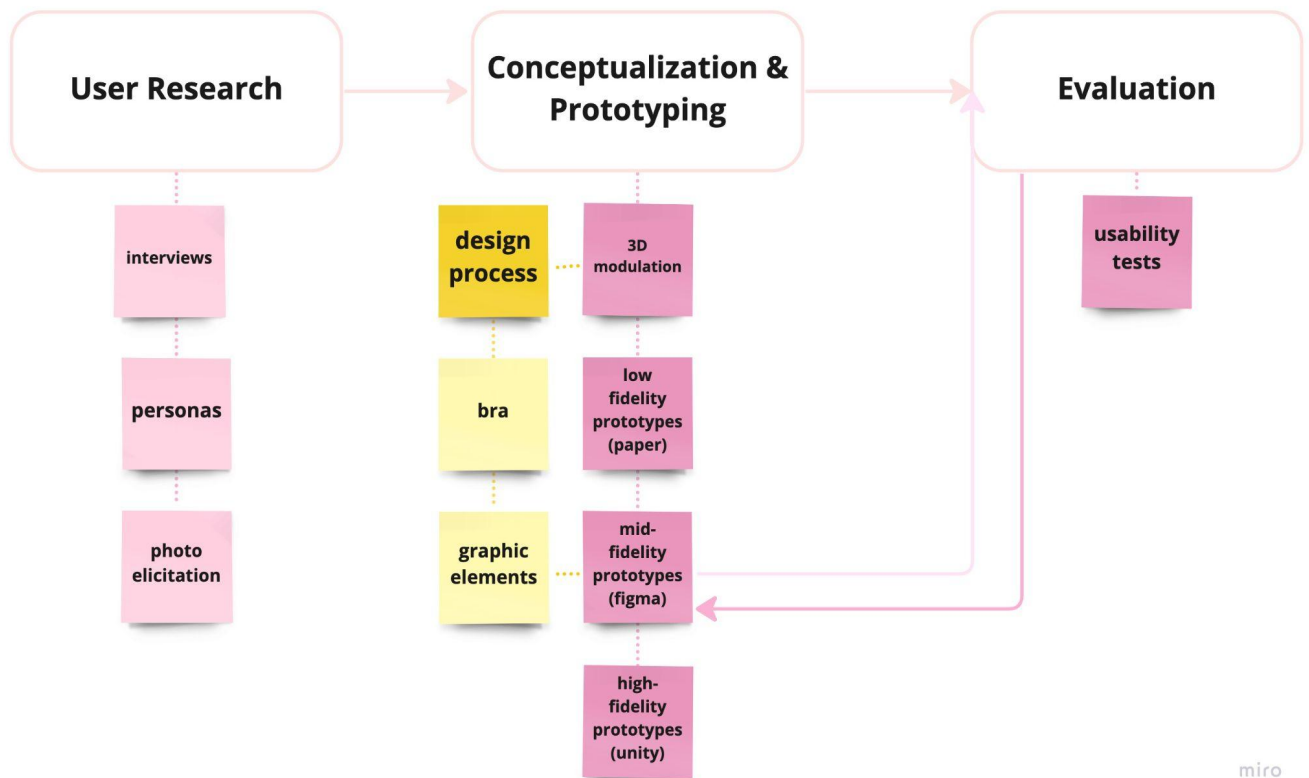 User Research
Conceptualization &
Prototyping
Evaluation
interviews
personas
photo
elicitation
design
process
bra
graphic
elements
3D
modulation
low
fidelity
prototypes
(paper)
mid-
fidelity
prototypes
(figma)
high-
fidelity
prototypes
(unity)
usability
tests
miro